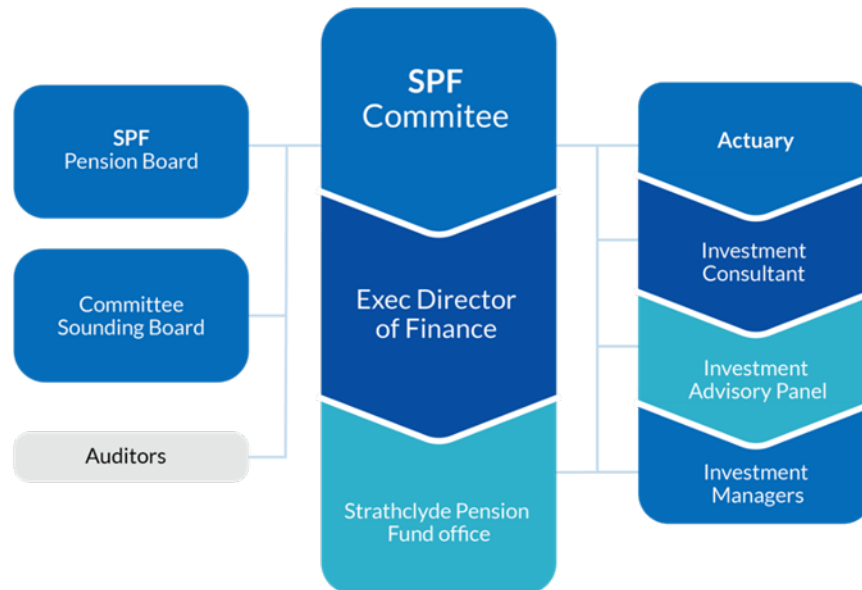 SPF
Pension Board
Committee
Sounding Board
Auditors
SPF
Commitee
Exec Director
of Finance
Strathclyde Pension
Fund office
Actuary
Investment
Consultant
Investment
Advisory Panel
Investment
Managers